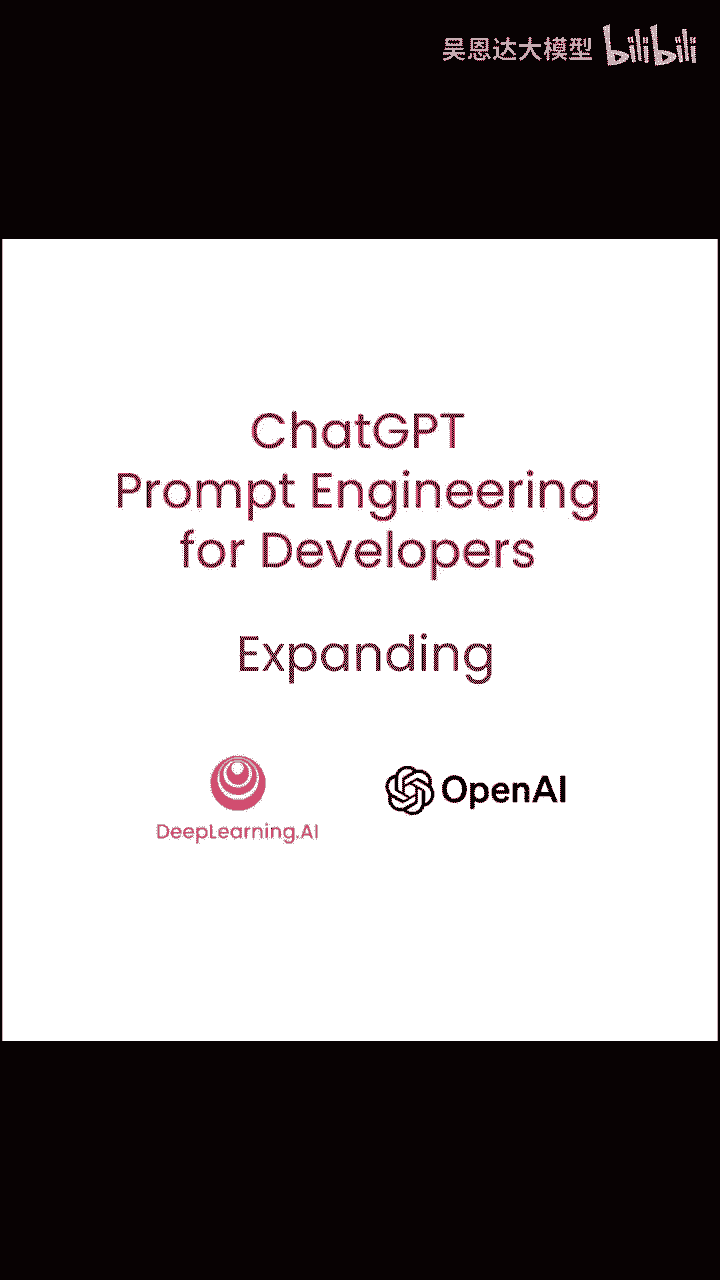 吴恩达大模型 bilibili
ChatGPT
Prompt Engineering
for Developers
Expanding
DeepLearning.AI
OpenAI